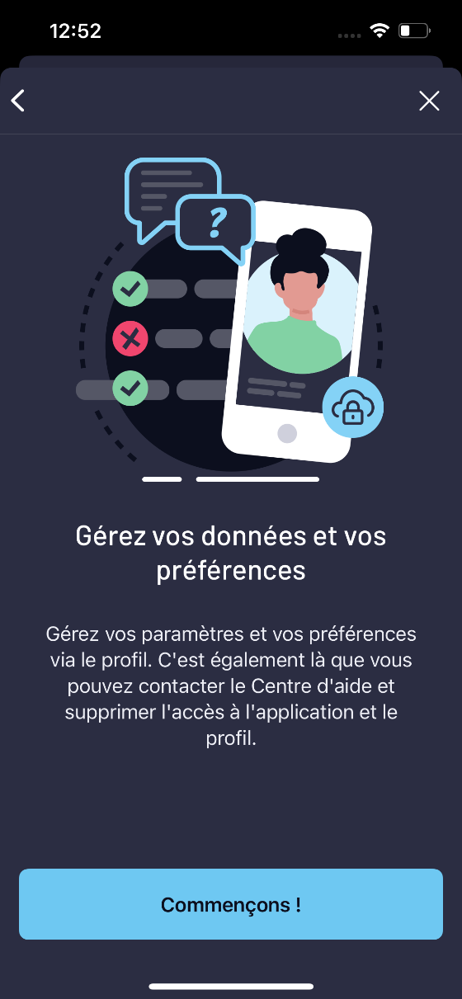 12:52
?
Gérez vos données et vos
préférences
Gérez vos paramètres et vos préférences
via le profil. C'est également là que vous
pouvez contacter le Centre d'aide et
supprimer l'accès à l'application et le
profil.
Commençons !